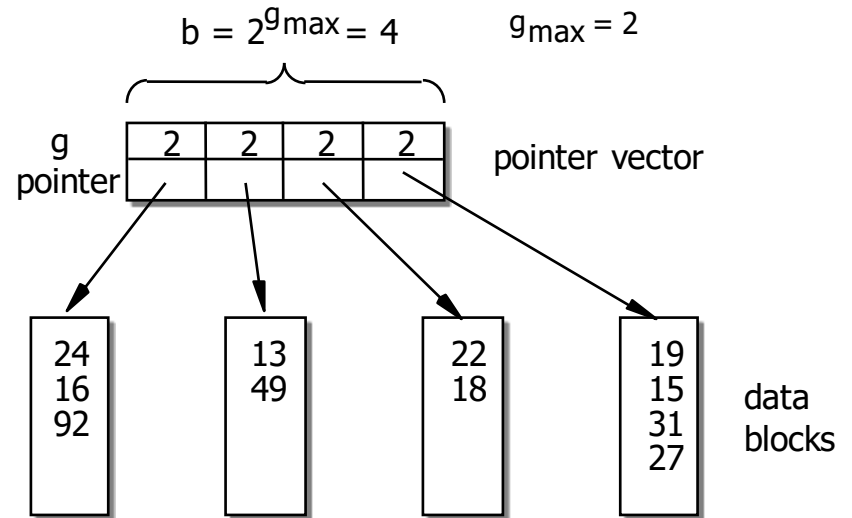 b = 2^gmax = 4
gmax = 2
g
2 2 2 2
pointer
pointer vector
24
16
92
13
49
22
18
19
15
31
27
data
blocks